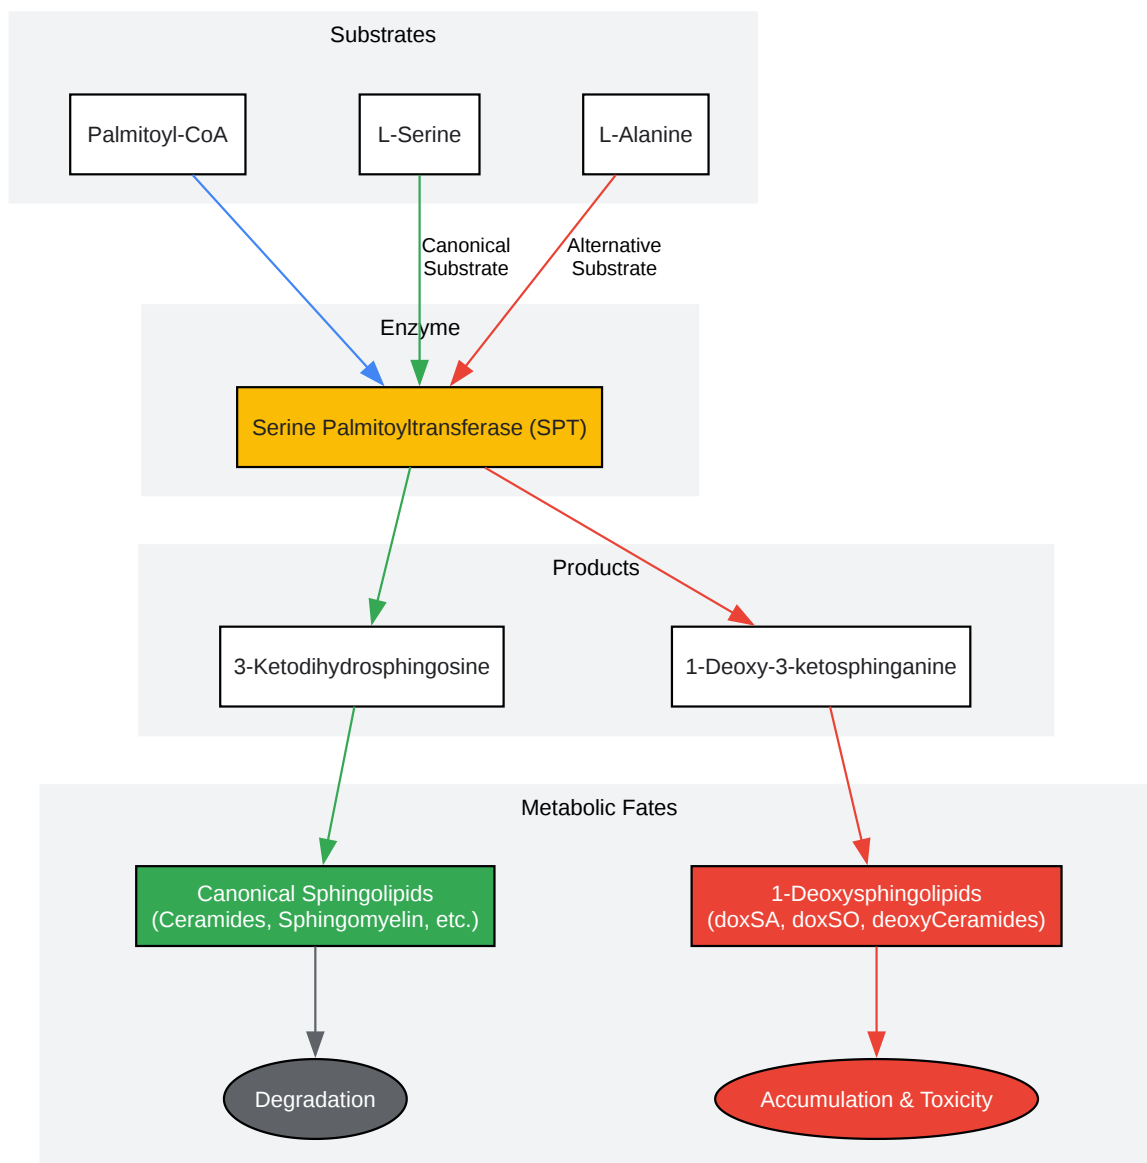 Substrates
Palmitoyl-CoA
L-Serine
L-Alanine
Canonical
Substrate
Alternative
Substrate
Enzyme
Serine Palmitoyltransferase (SPT)
Products
3-Ketodihydrosphingosine
1-Deoxy-3-ketosphinganine
Metabolic Fates
Canonical Sphingolipids
(Ceramides, Sphingomyelin, etc.)
1-Deoxysphingolipids
(doxSA, doxSO, deoxyCeramides)
Degradation
Accumulation & Toxicity